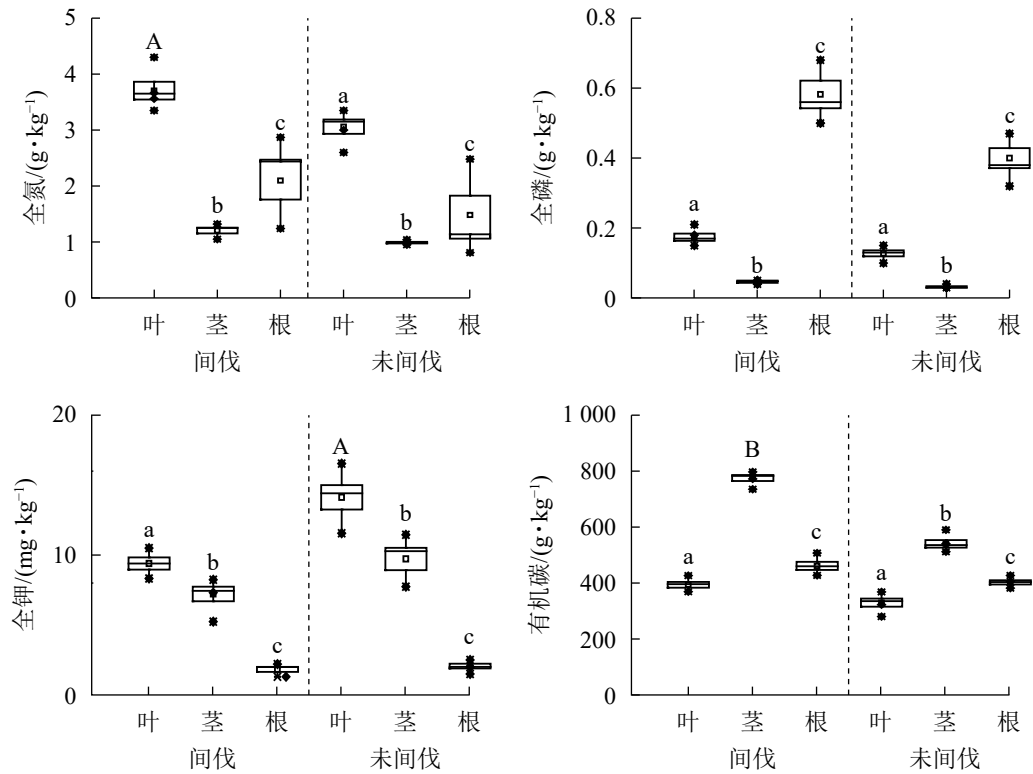 5
4
3
2
1
0
全氮/(g·kg⁻¹)
A
b
c
a
b
c
叶 茎 根 叶 茎 根
间伐 未间伐
0.8
0.6
0.4
0.2
0
全磷/(g·kg⁻¹)
a
b
c
a
b
c
叶 茎 根 叶 茎 根
间伐 未间伐
20
10
0
全钾/(mg·kg⁻¹)
a
b
c
A
b
c
叶 茎 根 叶 茎 根
间伐 未间伐
1 000
800
600
400
200
0
有机碳/(g·kg⁻¹)
a
B
c
a
b
c
叶 茎 根 叶 茎 根
间伐 未间伐